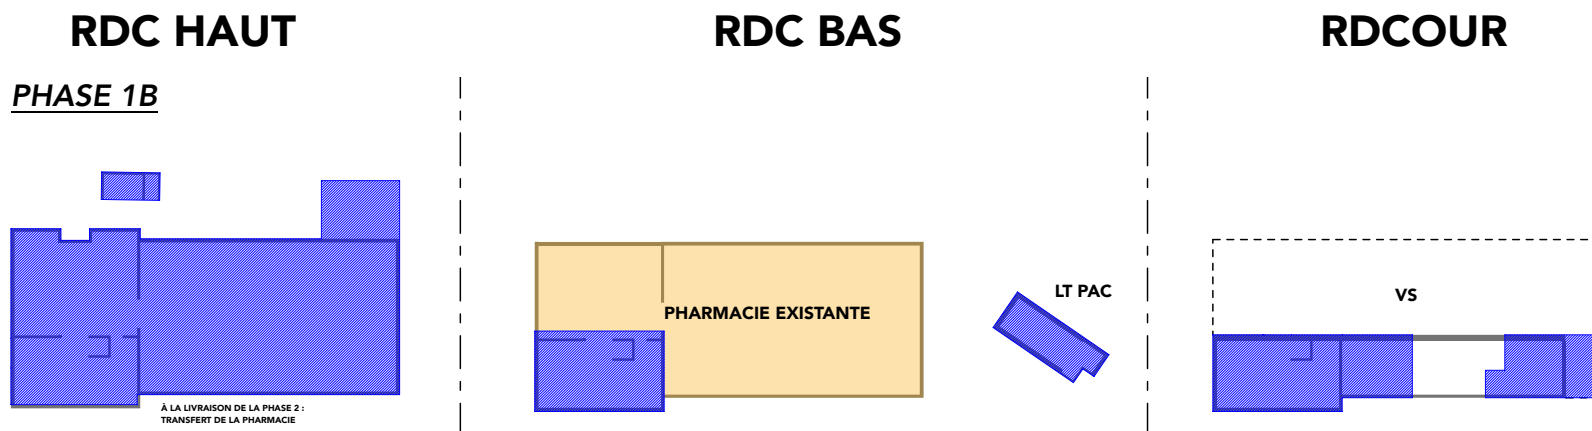 RDC HAUT
RDC BAS
RDCOUR
PHASE 1B
LT PAC
VS
PHARMACIE EXISTANTE
À LA LIVRAISON DE LA PHASE 2 :
TRANSFERT DE LA PHARMACIE